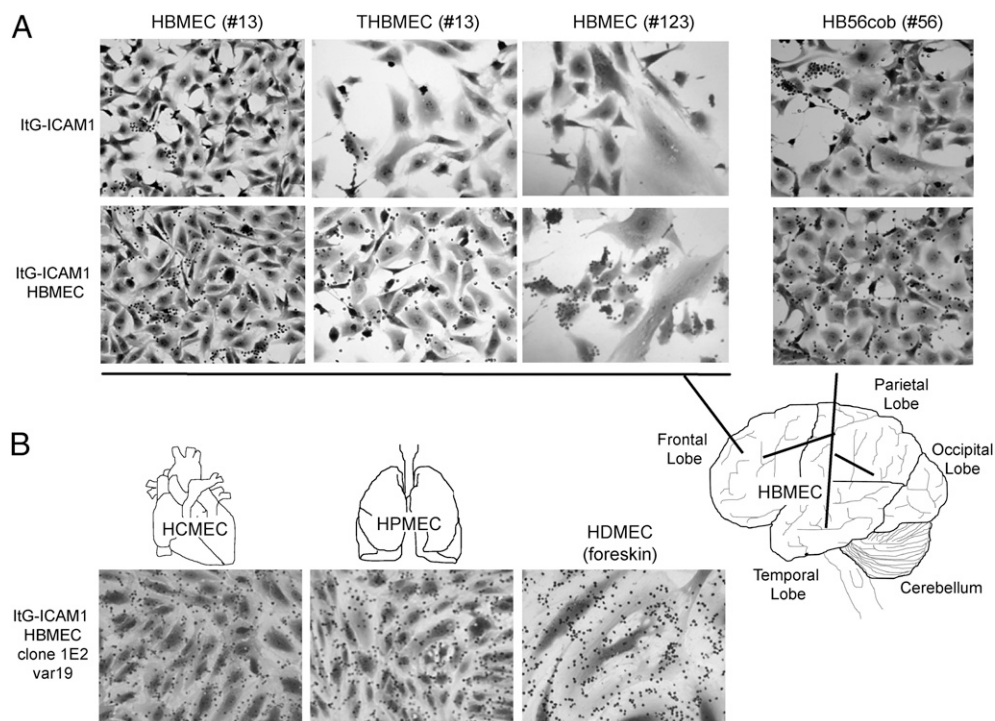 A
HBMEC (#13)
THBMEC (#13)
HBMEC (#123)
HB56cob (#56)
ItG-ICAM1
ItG-ICAM1
HBMEC
Parietal
Lobe
Frontal
Lobe
Occipital
Lobe
HBMEC
Temporal
Lobe
Cerebellum
B
HCMEC
HPMEC
HDMEC
(foreskin)
ItG-ICAM1
HBMEC
clone 1E2
var19